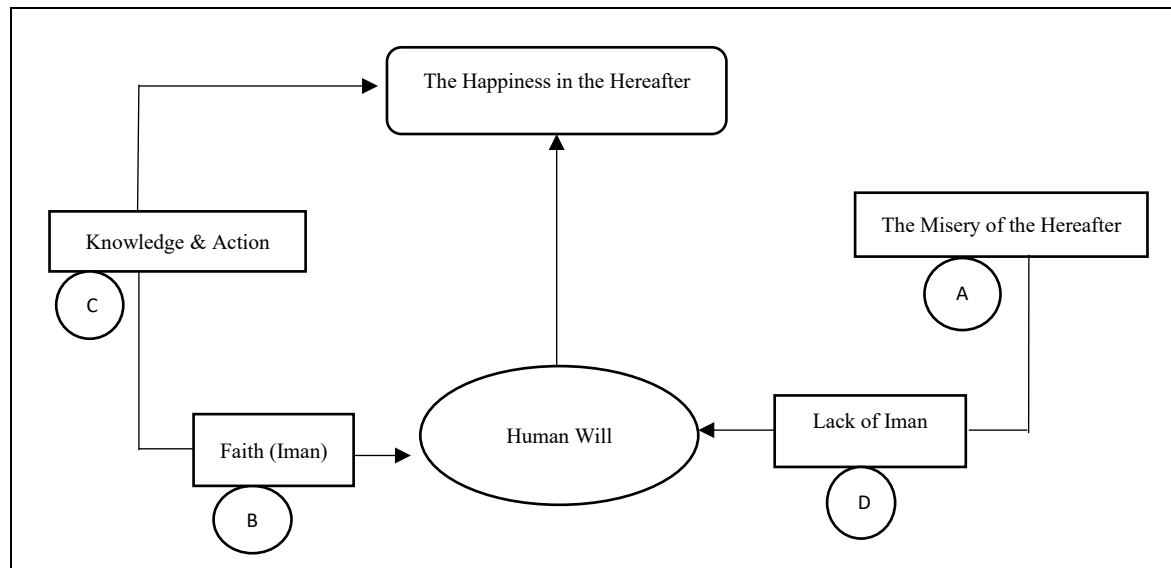 The Happiness in the Hereafter
The Misery of the Hereafter
Knowledge & Action
A
C
Lack of Iman
Human Will
Faith (Iman)
D
B